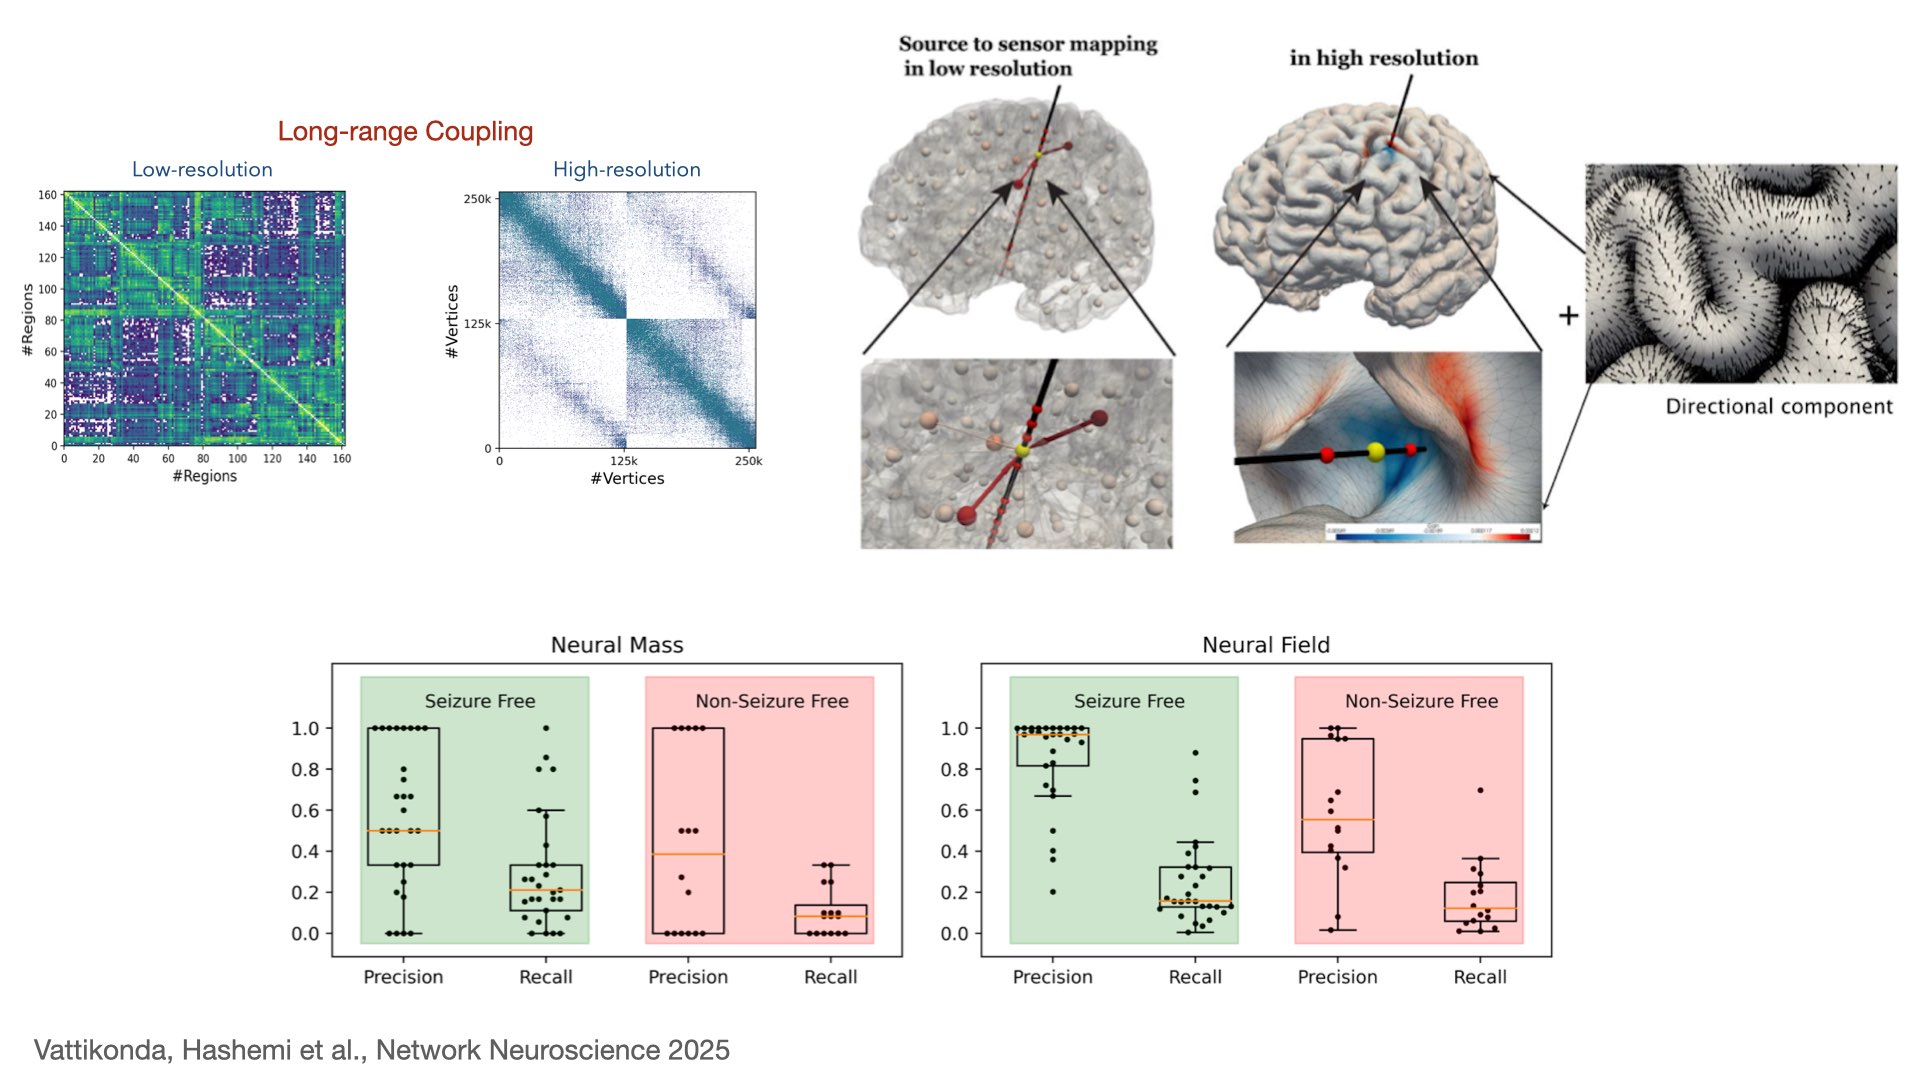 Source to sensor mapping
in low resolution
in high resolution
Long-range Coupling
Low-resolution
High-resolution
160
140
120
100
80
60
40
20
0
#Regions
0 20 40 60 80 100 120 140 160
#Regions
250k
125k
0
#Vertices
0 125k 250k
#Vertices
+
Directional component
Neural Mass
Seizure Free
Non-Seizure Free
1.0
0.8
0.6
0.4
0.2
0.0
Precision Recall Precision Recall
Neural Field
Seizure Free
Non-Seizure Free
1.0
0.8
0.6
0.4
0.2
0.0
Precision Recall Precision Recall
Vattikonda, Hashemi et al., Network Neuroscience 2025